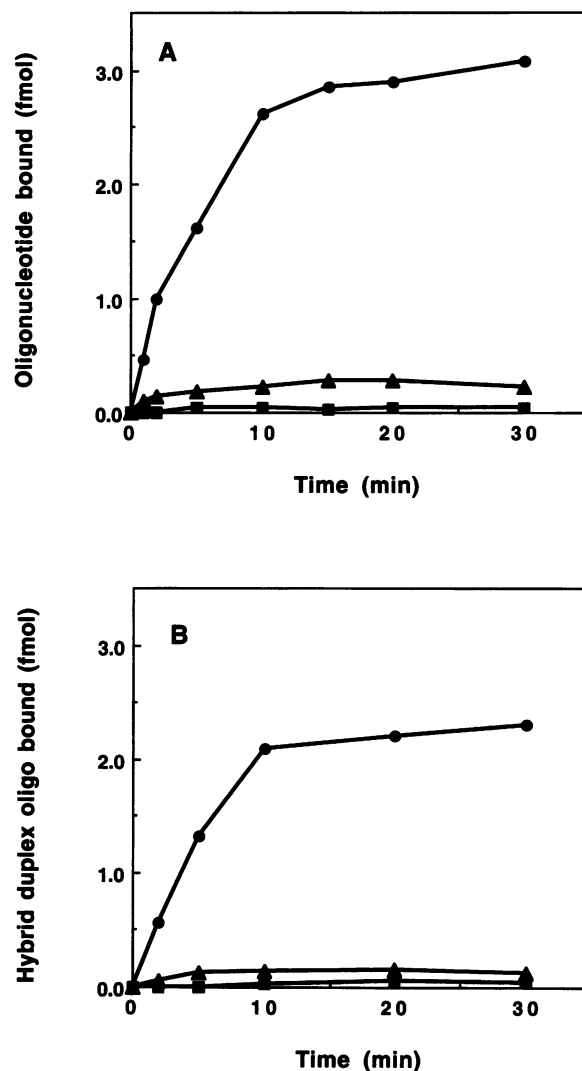 A
Oligonucleotide bound (fmol)
3.0
2.0
1.0
0.0
0 10 20 30
Time (min)
B
Hybrid duplex oligo bound (fmol)
3.0
2.0
1.0
0.0
0 10 20 30
Time (min)